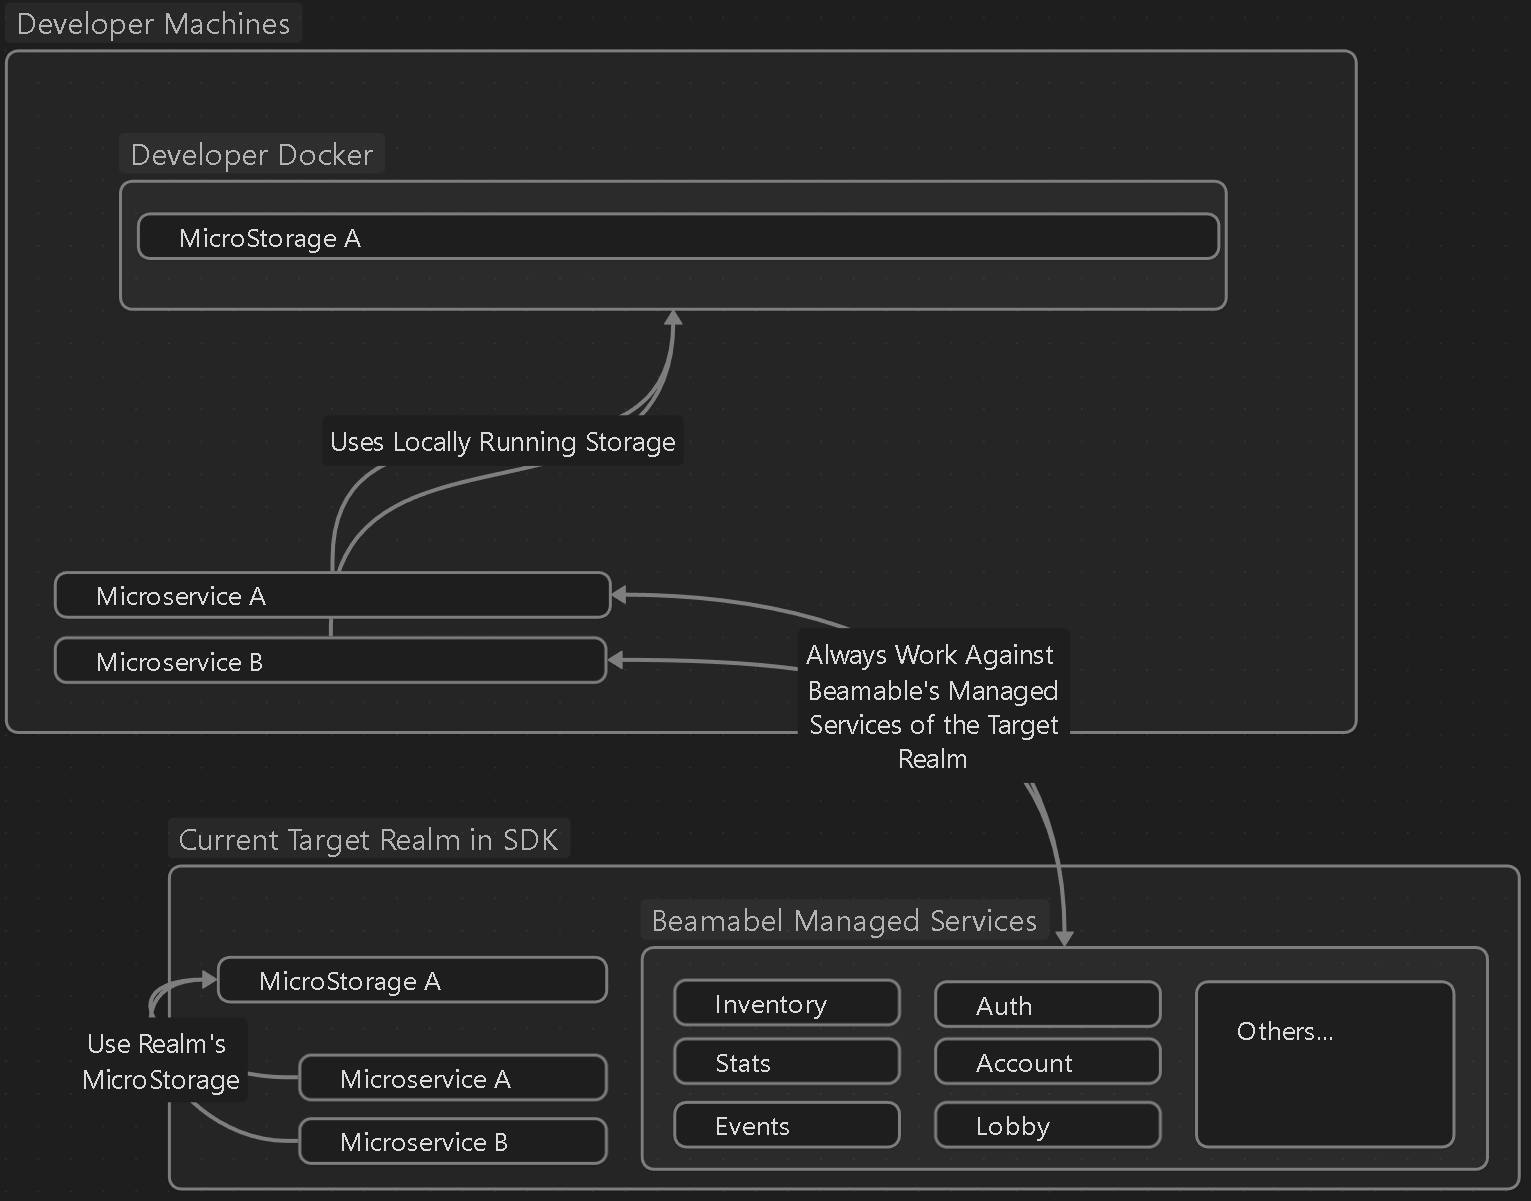 Developer Machines
Developer Docker
MicroStorage A
Uses Locally Running Storage
Microservice A
Microservice B
Always Work Against
Beamable's Managed
Services of the Target
Realm
Current Target Realm in SDK
Beamabel Managed Services
MicroStorage A
Use Realm's
MicroStorage
Microservice A
Microservice B
Inventory
Auth
Others...
Stats
Account
Events
Lobby